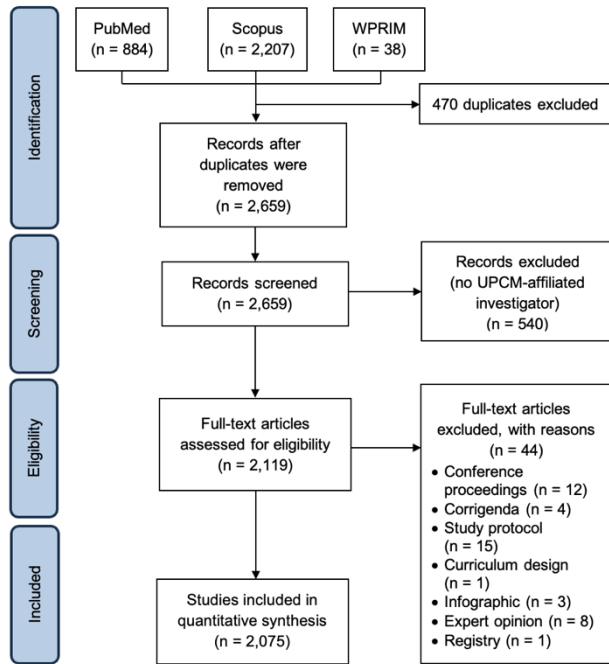 PubMed
(n = 884)
Scopus
(n = 2,207)
WPRIM
(n = 38)
470 duplicates excluded
Identification
Records after
duplicates were
removed
(n = 2,659)
Screening
Records screened
(n = 2,659)
Records excluded
(no UPCM-affiliated
investigator)
(n = 540)
Eligibility
Full-text articles
assessed for eligibility
(n = 2,119)
Full-text articles
excluded, with reasons
(n = 44)
• Conference
proceedings (n = 12)
• Corrigenda (n = 4)
• Study protocol
(n = 15)
• Curriculum design
(n = 1)
• Infographic (n = 3)
• Expert opinion (n = 8)
• Registry (n = 1)
Included
Studies included in
quantitative synthesis
(n = 2,075)